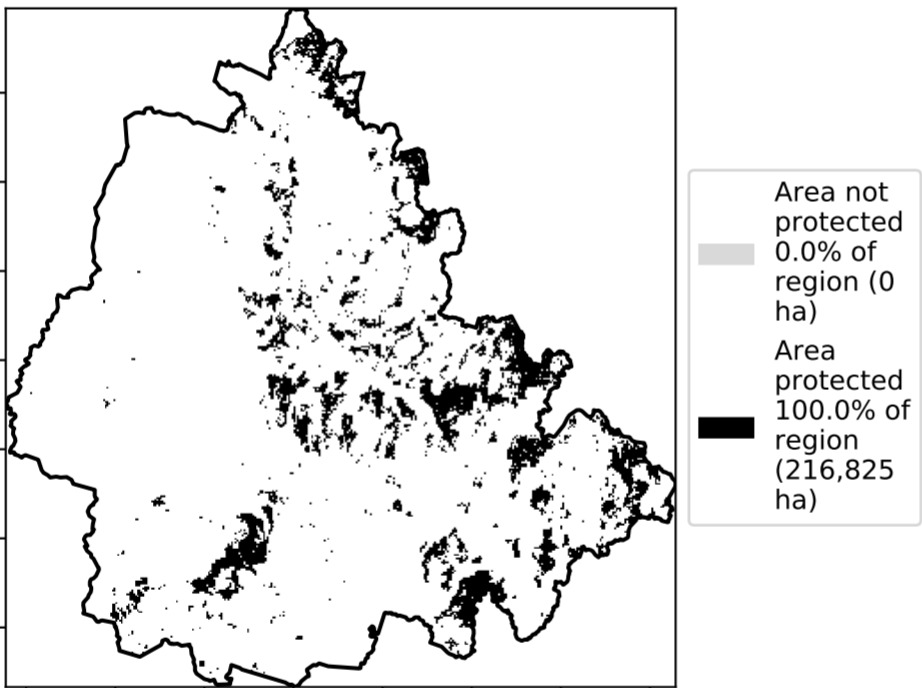 Area not
protected
0.0% of
region (0
ha)
Area
protected
100.0% of
region
(216,825
ha)